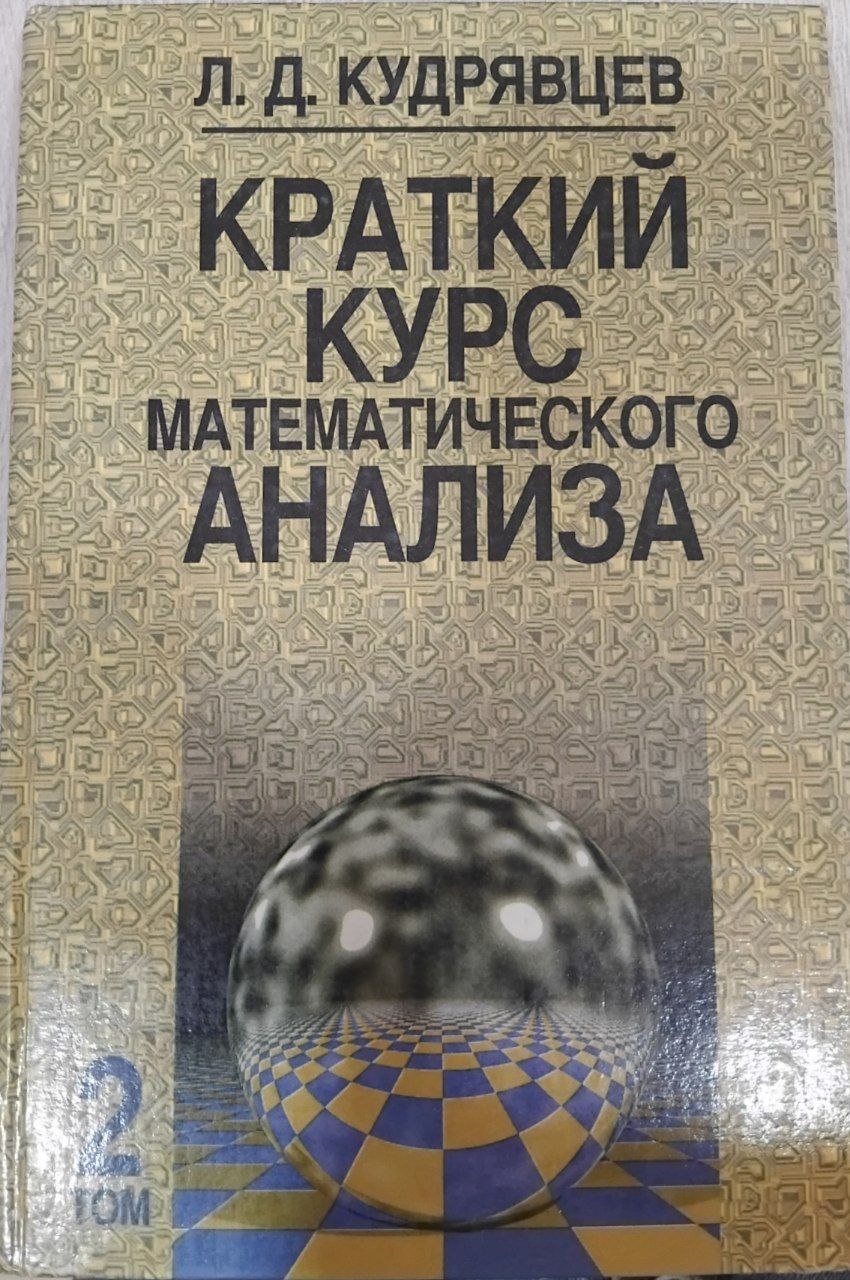 Л. Д. КУДРЯВЦЕВ
КРАТКИЙ
КУРС
МАТЕМАТИЧЕСКОГО
АНАЛИЗА
2
ТОМ